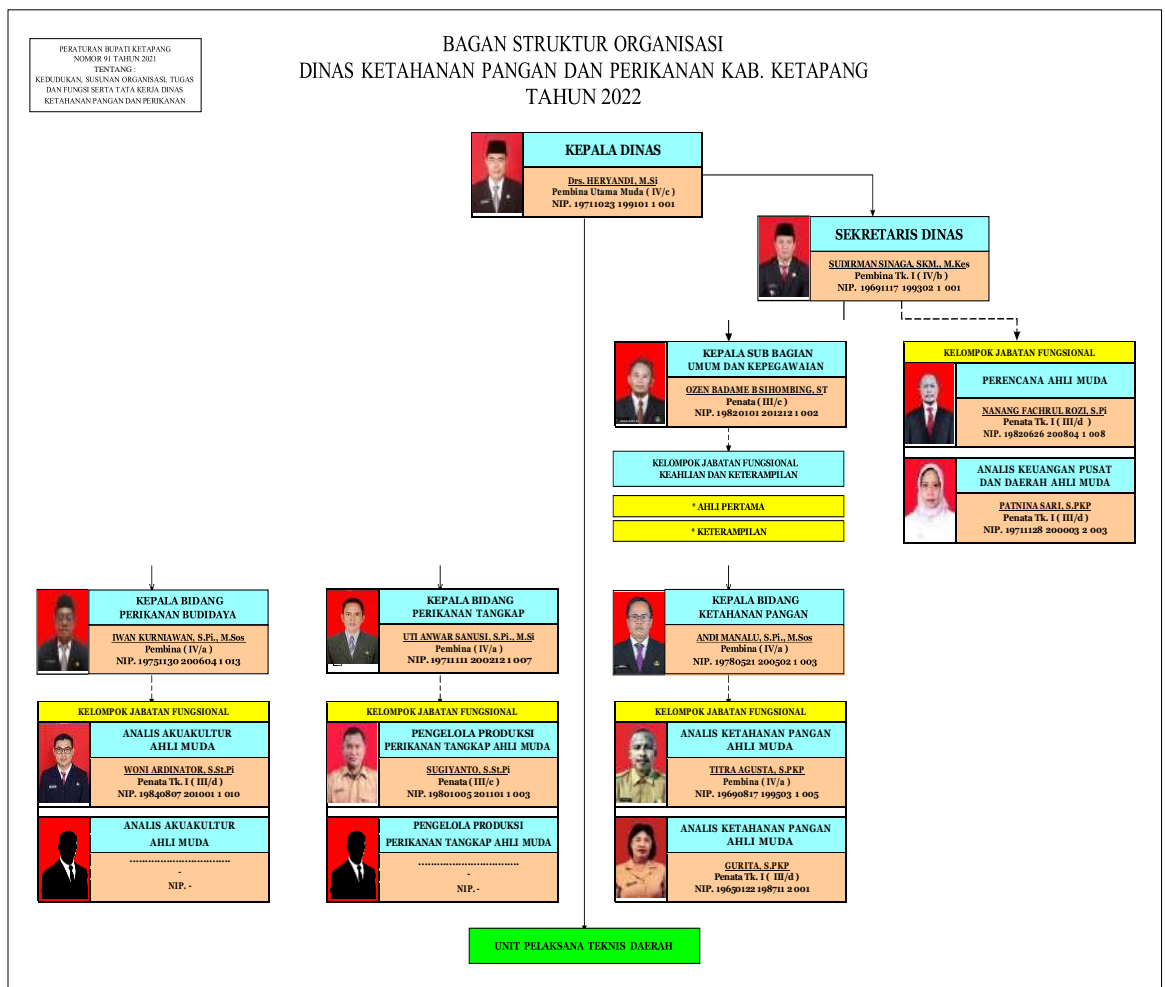 PERATURAN BUPATI KETAPANG
NOMOR 91 TAHUN 2021
TENTANG :
KEDUDUKAN, SUSUNAN ORGANISASI, TUGAS
DAN FUNGSI SERTA TATA KERJA DINAS
KETAHANAN PANGAN DAN PERIKANAN
BAGAN STRUKTUR ORGANISASI
DINAS KETAHANAN PANGAN DAN PERIKANAN KAB. KETAPANG
TAHUN 2022
KEPALA DINAS
Drs. HERYANDI, M.Si
Pembina Utama Muda ( IV/c )
NIP. 19711023 199101 1 001
SEKRETARIS DINAS
SUDIRMAN SINAGA, SKM., M.Kes
Pembina Tk. I ( IV/b )
NIP. 19691117 199302 1 001
KEPALA SUB BAGIAN
UMUM DAN KEPEGAWAIAN
OZEN BADAME B SIHOMBING, ST
Penata ( III/c )
NIP. 19820101 201212 1 002
KELOMPOK JABATAN FUNGSIONAL
KEAHLIAN DAN KETERAMPILAN
* AHLI PERTAMA
* KETERAMPILAN
KELOMPOK JABATAN FUNGSIONAL
PERENCANA AHLI MUDA
NANANG FACHRUL ROZI, S.Pi
Penata Tk. I ( III/d )
NIP. 19820626 200804 1 008
ANALIS KEUANGAN PUSAT
DAN DAERAH AHLI MUDA
PATNINA SARI, S.PKP
Penata Tk. I ( III/d )
NIP. 19711128 200003 2 003
KEPALA BIDANG
PERIKANAN BUDIDAYA
IWAN KURNIAWAN, S.Pi., M.Sos
Pembina ( IV/a )
NIP. 19751130 200604 1 013
KELOMPOK JABATAN FUNGSIONAL
ANALIS AKUAKULTUR
AHLI MUDA
WONI ARDINATOR, S.St.Pi
Penata Tk. I ( III/d )
NIP. 19840807 201001 1 010
ANALIS AKUAKULTUR
AHLI MUDA
.................................
-
NIP. -
KEPALA BIDANG
PERIKANAN TANGKAP
UTI ANWAR SANUSI, S.Pi., M.Si
Pembina ( IV/a )
NIP. 19711111 200212 1 007
KELOMPOK JABATAN FUNGSIONAL
PENGELOLA PRODUKSI
PERIKANAN TANGKAP AHLI MUDA
SUGIYANTO, S.St.Pi
Penata ( III/c )
NIP. 19801005 201101 1 003
PENGELOLA PRODUKSI
PERIKANAN TANGKAP AHLI MUDA
.................................
-
NIP. -
KEPALA BIDANG
KETAHANAN PANGAN
ANDI MANALU, S.Pi., M.Sos
Pembina ( IV/a )
NIP. 19780521 200502 1 003
KELOMPOK JABATAN FUNGSIONAL
ANALIS KETAHANAN PANGAN
AHLI MUDA
TITRA AGUSTA, S.PKP
Pembina ( IV/a )
NIP. 19690817 199503 1 005
ANALIS KETAHANAN PANGAN
AHLI MUDA
GURITA, S.PKP
Penata Tk. I ( III/d )
NIP. 19650122 198711 2 001
UNIT PELAKSANA TEKNIS DAERAH